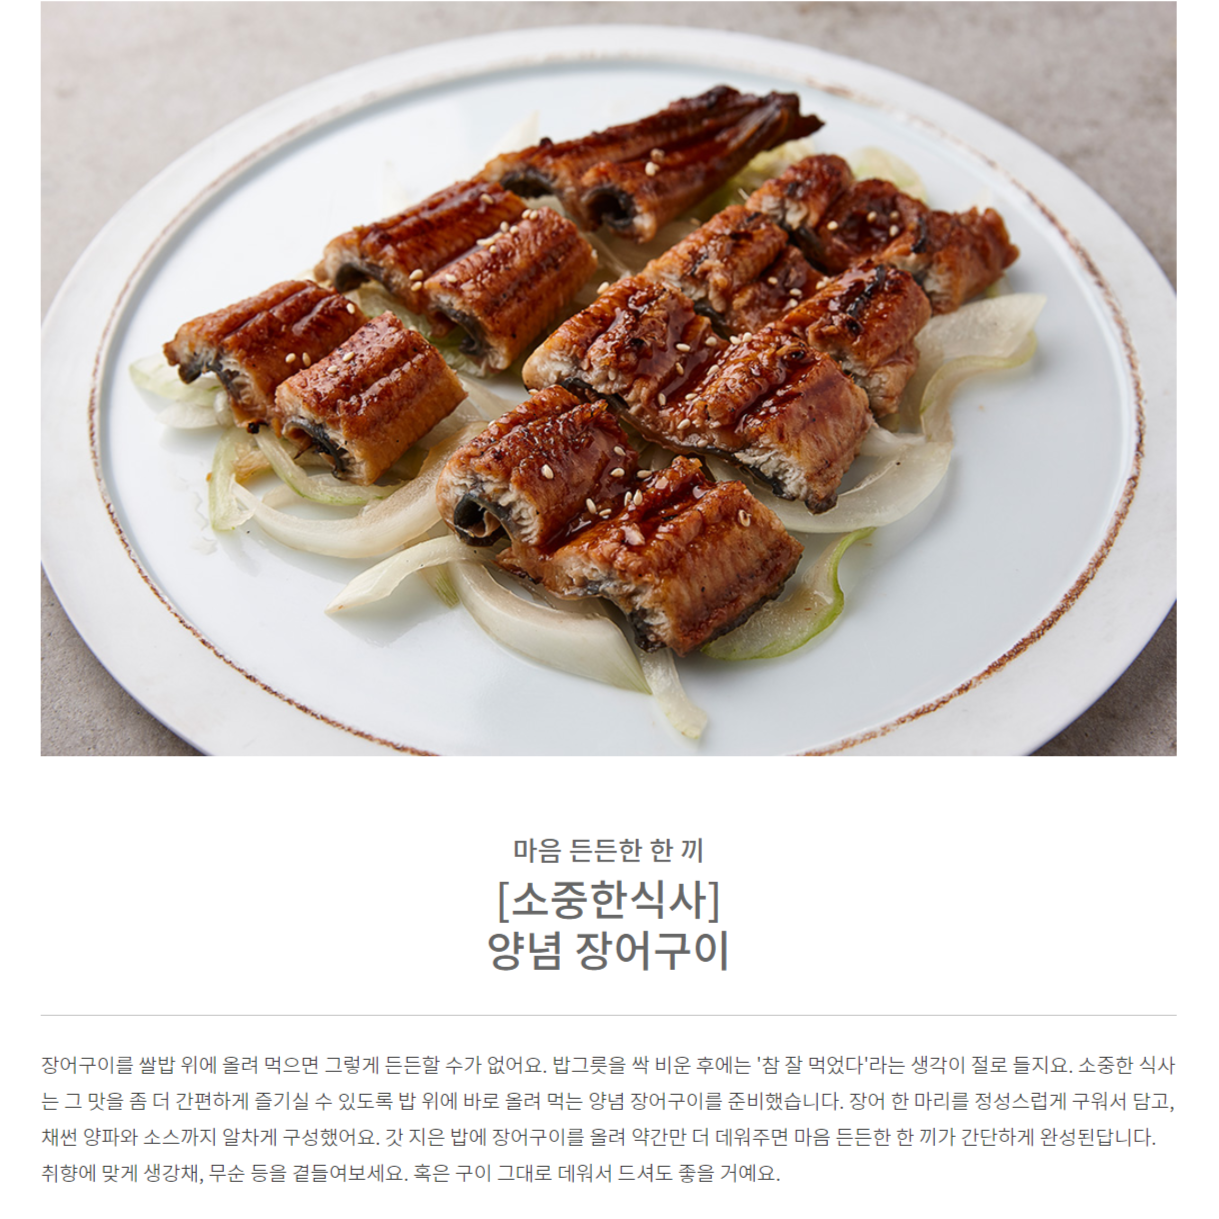 마음 든든한 한 끼
[소중한식사]
양념 장어구이
장어구이를 쌀밥 위에 올려 먹으면 그렇게 든든할 수가 없어요. 밥그릇을 싹 비운 후에는 '참 잘 먹었다'라는 생각이 절로 들지요. 소중한 식사
는 그 맛을 좀 더 간편하게 즐기실 수 있도록 밥 위에 바로 올려 먹는 양념 장어구이를 준비했습니다. 장어 한 마리를 정성스럽게 구워서 담고,
채썬 양파와 소스까지 알차게 구성했어요. 갓 지은 밥에 장어구이를 올려 약간만 더 데워주면 마음 든든한 한 끼가 간단하게 완성된답니다.
취향에 맞게 생강채, 무순 등을 곁들여보세요. 혹은 구이 그대로 데워서 드셔도 좋을 거예요.